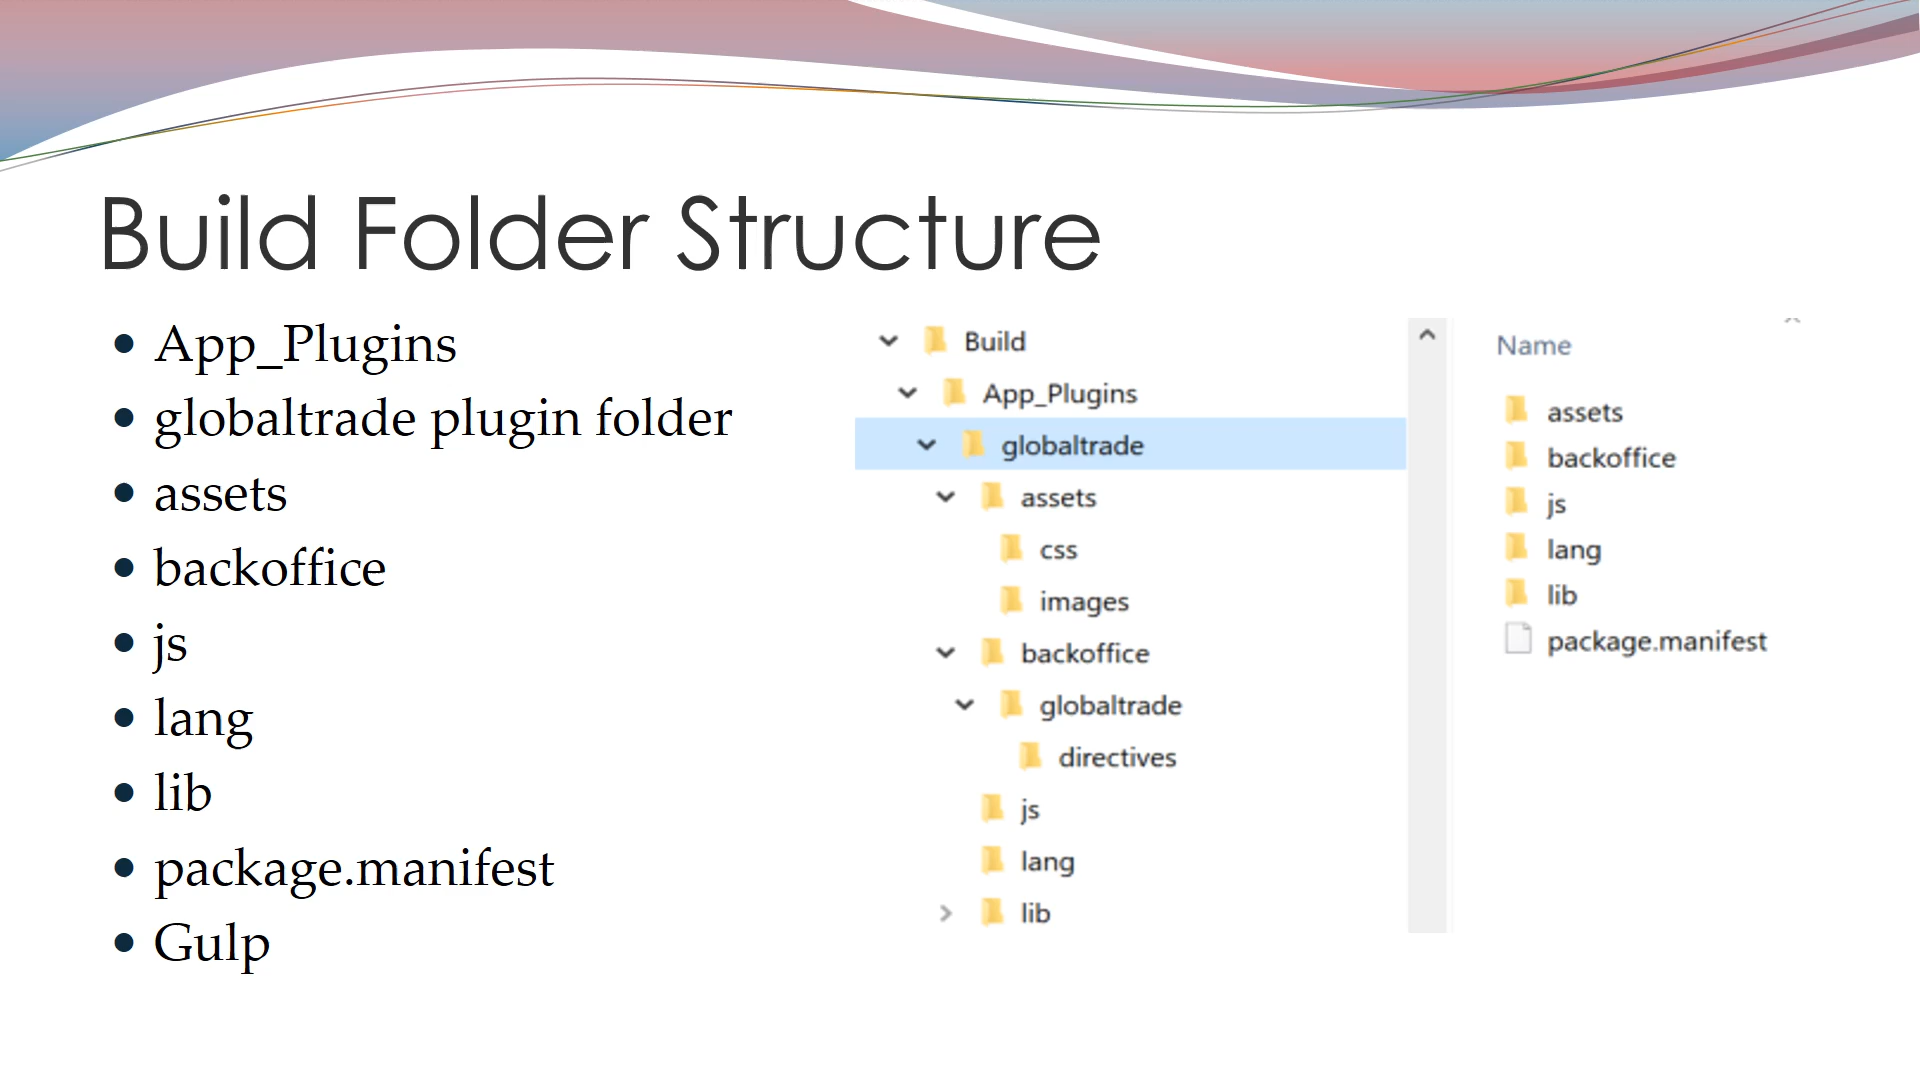 Build Folder Structure
App_Plugins
globaltrade plugin folder
assets
backoffice
js
lang
lib
package.manifest
Gulp
Build
App_Plugins
globaltrade
assets
css
images
backoffice
globaltrade
directives
js
lang
lib
Name
assets
backoffice
js
lang
lib
package.manifest